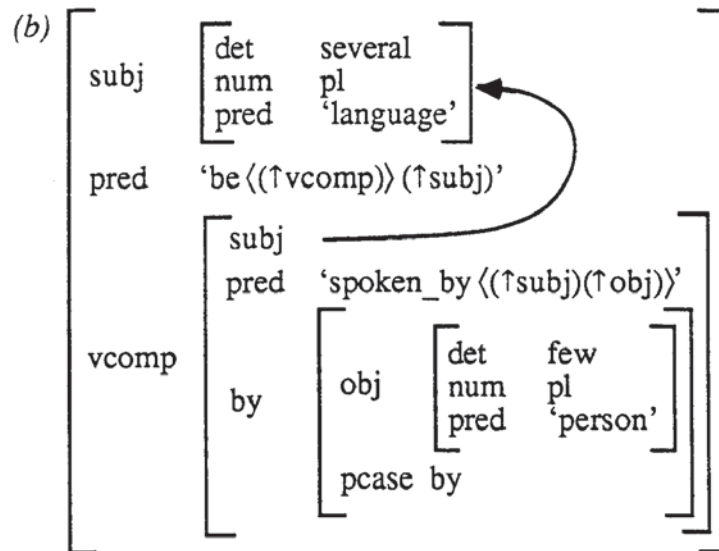 (b)
det several
subj num pl
pred ‘language’
pred ‘be⟨(↑vcomp)⟩(↑subj)’
subj
pred ‘spoken_by⟨(↑subj)(↑obj)⟩’
det few
vcomp by obj num pl
pred ‘person’
pcase by